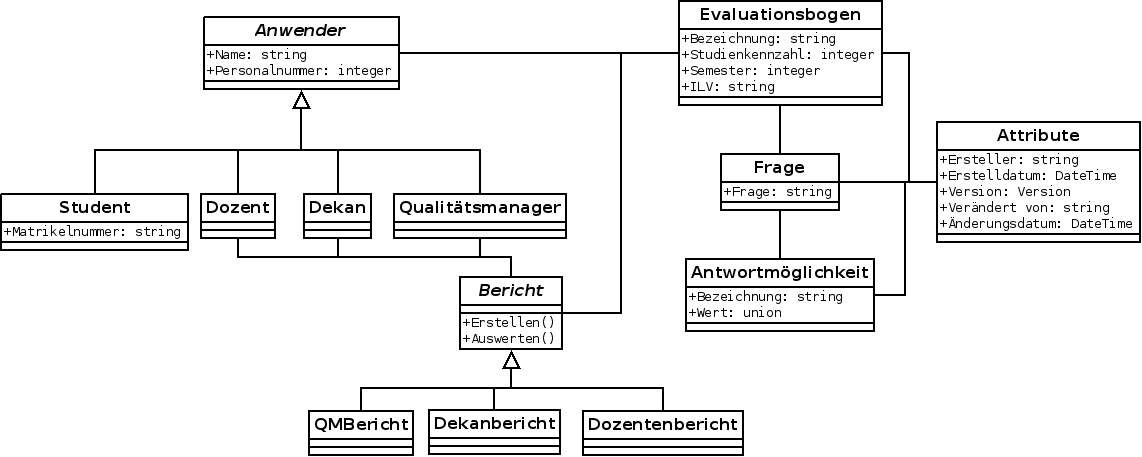 Anwender
+Name: string
+Personalnummer: integer
Evaluationsbogen
+Bezeichnung: string
+Studienkennzahl: integer
+Semester: integer
+ILV: string
Attribute
+Ersteller: string
+Erstelldatum: DateTime
+Version: Version
+Verändert von: string
+Änderungsdatum: DateTime
Frage
+Frage: string
Student
+Matrikelnummer: string
Dozent
Dekan
Qualitätsmanager
Antwortmöglichkeit
+Bezeichnung: string
+Wert: union
Bericht
+Erstellen()
+Auswerten()
QMBericht
Dekanbericht
Dozentenbericht